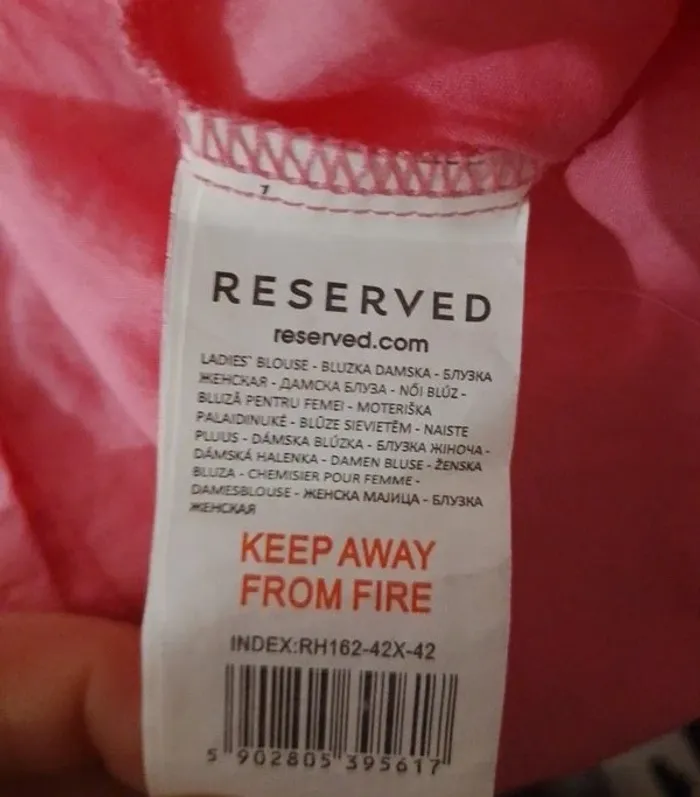 RESERVED
reserved.com
LADIES` BLOUSE - BLUZKA DAMSKA - БЛУЗКА
ЖЕНСКАЯ - ДАМСКА БЛУЗА - NŐI BLÚZ -
BLUZĂ PENTRU FEMEI - MOTERIŠKA
PALAIDINUKĖ - BLŪZE SIEVIETĒM - NAISTE
PLUUS - DÁMSKA BLÚZKA - БЛУЗКА ЖІНОЧА -
DÁMSKÁ HALENKA - DAMEN BLUSE - ŽENSKA
BLUZA - CHEMISIER POUR FEMME -
DAMESBLOUSE - ЖЕНСКА МАЈИЦА - БЛУЗКА
ЖЕНСКАЯ
KEEP AWAY
FROM FIRE
INDEX:RH162-42X-42
5 902805 395617